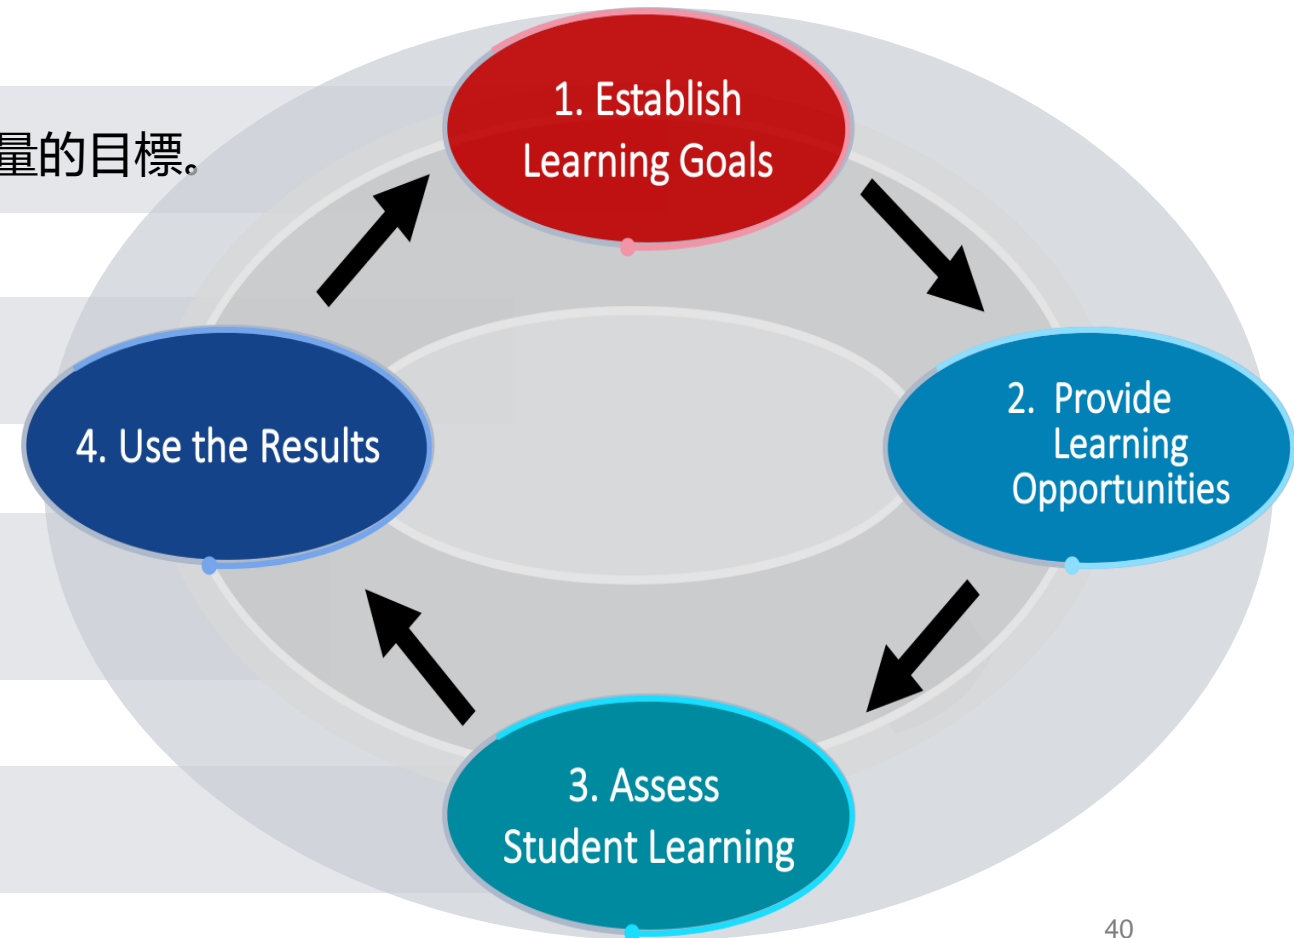 1. Establish
Learning Goals
量的目標。
2. Provide
Learning
Opportunities
4. Use the Results
3. Assess
Student Learning
40